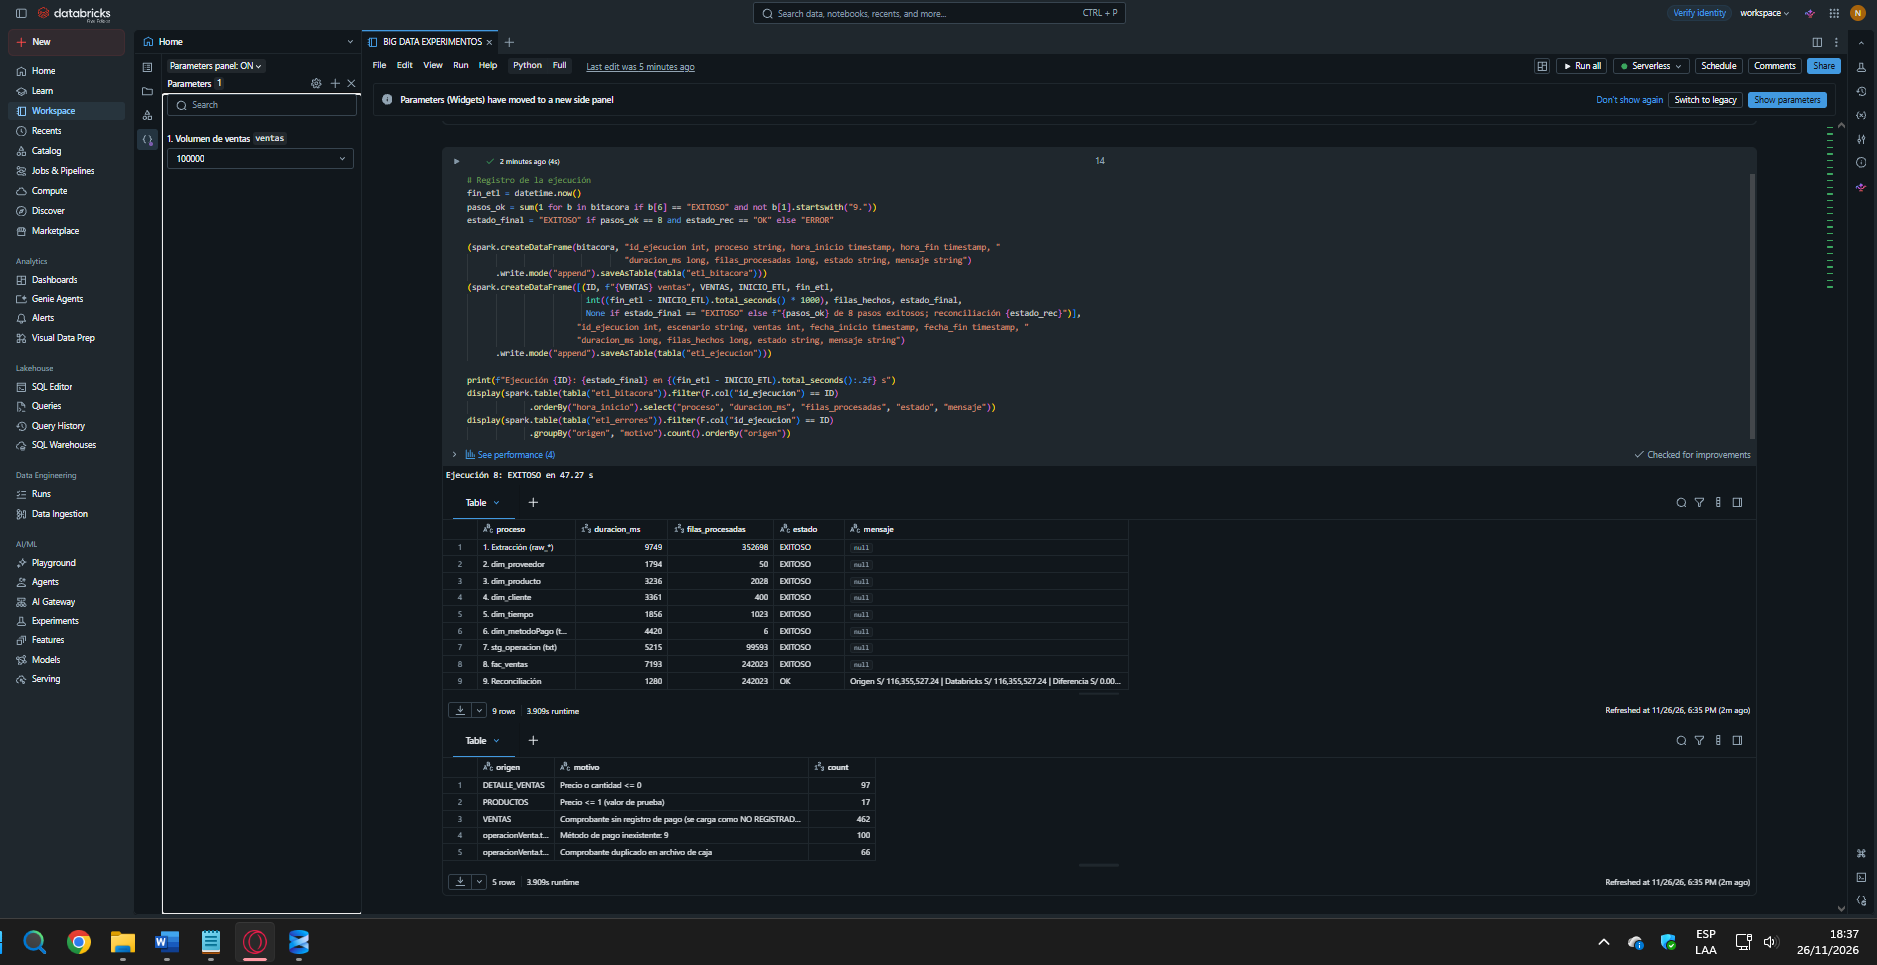 databricks
Free Edition
Search data, notebooks, recents, and more...
CTRL + P
Verify identity
workspace
N
New
Home
Learn
Workspace
Recents
Catalog
Jobs & Pipelines
Compute
Discover
Marketplace
Analytics
Dashboards
Genie Agents
Alerts
Visual Data Prep
Lakehouse
SQL Editor
Queries
Query History
SQL Warehouses
Data Engineering
Runs
Data Ingestion
AI/ML
Playground
Agents
AI Gateway
Experiments
Features
Models
Serving
Home
Parameters panel: ON
Parameters 1
Search
1. Volumen de ventas ventas
100000
BIG DATA EXPERIMENTOS
File Edit View Run Help Python Full Last edit was 5 minutes ago
Run all Serverless Schedule Comments Share
Parameters (Widgets) have moved to a new side panel
Don't show again Switch to legacy Show parameters
2 minutes ago (4s)
14
# Registro de la ejecución
fin_etl = datetime.now()
pasos_ok = sum(1 for b in bitacora if b[6] == "EXITOSO" and not b[1].startswith("9."))
estado_final = "EXITOSO" if pasos_ok == 8 and estado_rec == "OK" else "ERROR"
(spark.createDataFrame(bitacora, "id_ejecucion int, proceso string, hora_inicio timestamp, hora_fin timestamp, "
"duracion_ms long, filas_procesadas long, estado string, mensaje string")
.write.mode("append").saveAsTable(tabla("etl_bitacora")))
(spark.createDataFrame([(ID, f"{VENTAS} ventas", VENTAS, INICIO_ETL, fin_etl,
int((fin_etl - INICIO_ETL).total_seconds() * 1000), filas_hechos, estado_final,
None if estado_final == "EXITOSO" else f"{pasos_ok} de 8 pasos exitosos; reconciliación {estado_rec}")],
"id_ejecucion int, escenario string, ventas int, fecha_inicio timestamp, fecha_fin timestamp, "
"duracion_ms long, filas_hechos long, estado string, mensaje string")
.write.mode("append").saveAsTable(tabla("etl_ejecucion")))
print(f"Ejecución {ID}: {estado_final} en {(fin_etl - INICIO_ETL).total_seconds():.2f} s")
display(spark.table(tabla("etl_bitacora")).filter(F.col("id_ejecucion") == ID)
.orderBy("hora_inicio").select("proceso", "duracion_ms", "filas_procesadas", "estado", "mensaje"))
display(spark.table(tabla("etl_errores")).filter(F.col("id_ejecucion") == ID)
.groupBy("origen", "motivo").count().orderBy("origen"))
See performance (4)
Checked for improvements
Ejecución 8: EXITOSO en 47.27 s
Table
proceso duracion_ms filas_procesadas estado mensaje
1 1. Extracción (raw_*) 9749 352698 EXITOSO null
2 2. dim_proveedor 1794 50 EXITOSO null
3 3. dim_producto 3236 2028 EXITOSO null
4 4. dim_cliente 3361 400 EXITOSO null
5 5. dim_tiempo 1856 1023 EXITOSO null
6 6. dim_metodoPago (t... 4420 6 EXITOSO null
7 7. stg_operacion (txt) 5215 99593 EXITOSO null
8 8. fac_ventas 7193 242023 EXITOSO null
9 9. Reconciliación 1280 242023 OK Origen S/ 116,355,527.24 | Databricks S/ 116,355,527.24 | Diferencia S/ 0.00...
9 rows 3.909s runtime
Refreshed at 11/26/26, 6:35 PM (2m ago)
Table
origen motivo count
1 DETALLE_VENTAS Precio o cantidad <= 0 97
2 PRODUCTOS Precio <= 1 (valor de prueba) 17
3 VENTAS Comprobante sin registro de pago (se carga como NO REGISTRAD... 462
4 operacionVenta.t... Método de pago inexistente: 9 100
5 operacionVenta.t... Comprobante duplicado en archivo de caja 66
5 rows 3.909s runtime
Refreshed at 11/26/26, 6:35 PM (2m ago)
ESP
LAA
18:37
26/11/2026